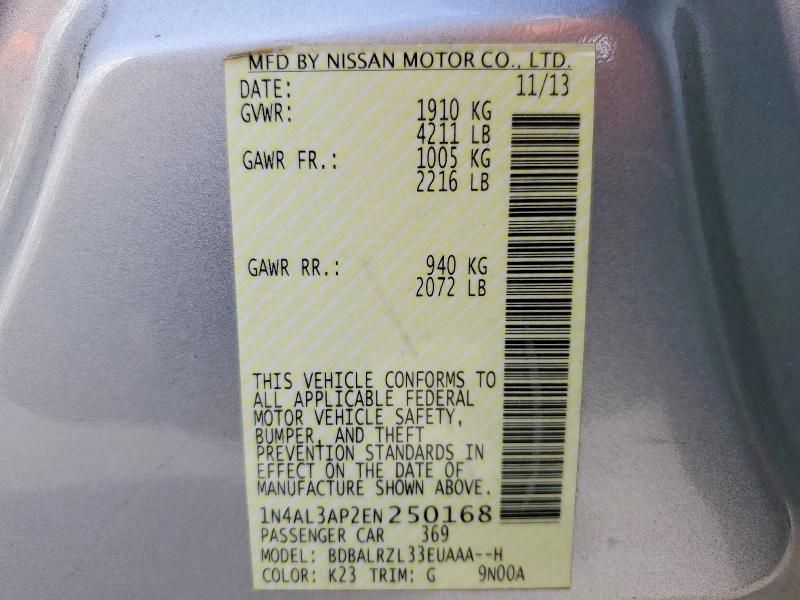 MFD BY NISSAN MOTOR CO., LTD.
DATE: 11/13
GVWR: 1910 KG
4211 LB
GAWR FR.: 1005 KG
2216 LB
GAWR RR.: 940 KG
2072 LB
THIS VEHICLE CONFORMS TO
ALL APPLICABLE FEDERAL
MOTOR VEHICLE SAFETY,
BUMPER, AND THEFT
PREVENTION STANDARDS IN
EFFECT ON THE DATE OF
MANUFACTURE SHOWN ABOVE.
1N4AL3AP2EN250168
PASSENGER CAR 369
MODEL: BDBALRZL33EUAAA--H
COLOR: K23 TRIM: G 9N00A